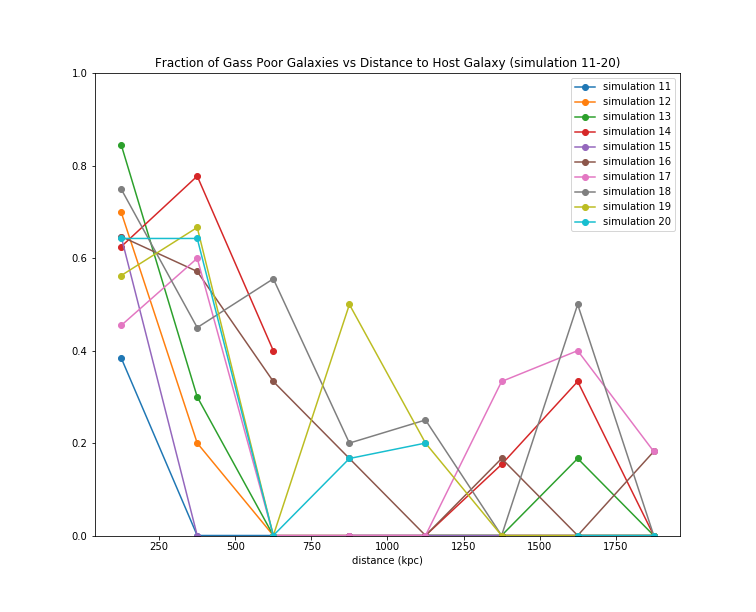 Fraction of Gass Poor Galaxies vs Distance to Host Galaxy (simulation 11-20)
1.0
0.8
0.6
0.4
0.2
0.0
simulation 11
simulation 12
simulation 13
simulation 14
simulation 15
simulation 16
simulation 17
simulation 18
simulation 19
simulation 20
250
500
750
1000
1250
1500
1750
distance (kpc)